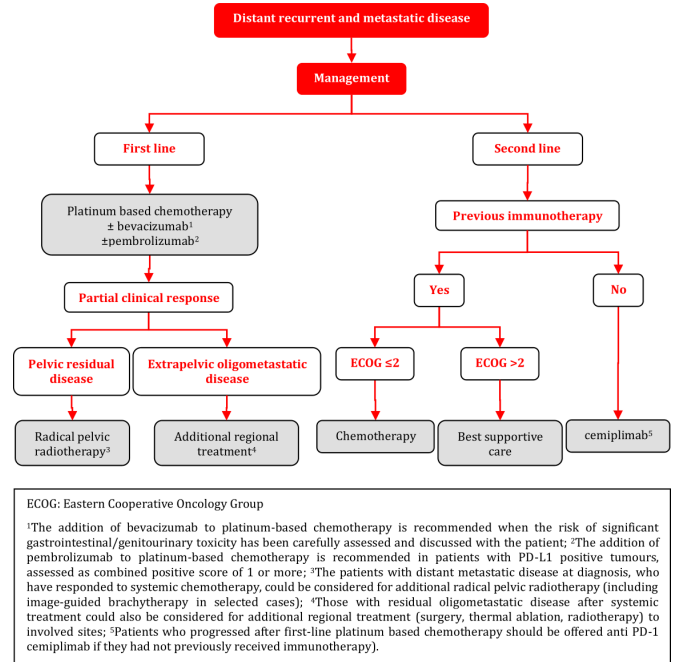 Distant recurrent and metastatic disease
Management
First line
Second line
Platinum based chemotherapy
± bevacizumab¹
±pembrolizumab²
Previous immunotherapy
Partial clinical response
Yes
No
Pelvic residual
disease
Extrapelvic oligometastatic
disease
ECOG ≤2
ECOG >2
Radical pelvic
radiotherapy³
Additional regional
treatment⁴
Chemotherapy
Best supportive
care
cemiplimab⁵
ECOG: Eastern Cooperative Oncology Group
¹The addition of bevacizumab to platinum-based chemotherapy is recommended when the risk of significant
gastrointestinal/genitourinary toxicity has been carefully assessed and discussed with the patient; ²The addition of
pembrolizumab to platinum-based chemotherapy is recommended in patients with PD-L1 positive tumours,
assessed as combined positive score of 1 or more; ³The patients with distant metastatic disease at diagnosis, who
have responded to systemic chemotherapy, could be considered for additional radical pelvic radiotherapy (including
image-guided brachytherapy in selected cases); ⁴Those with residual oligometastatic disease after systemic
treatment could also be considered for additional regional treatment (surgery, thermal ablation, radiotherapy) to
involved sites; ⁵Patients who progressed after first-line platinum based chemotherapy should be offered anti PD-1
cemiplimab if they had not previously received immunotherapy).